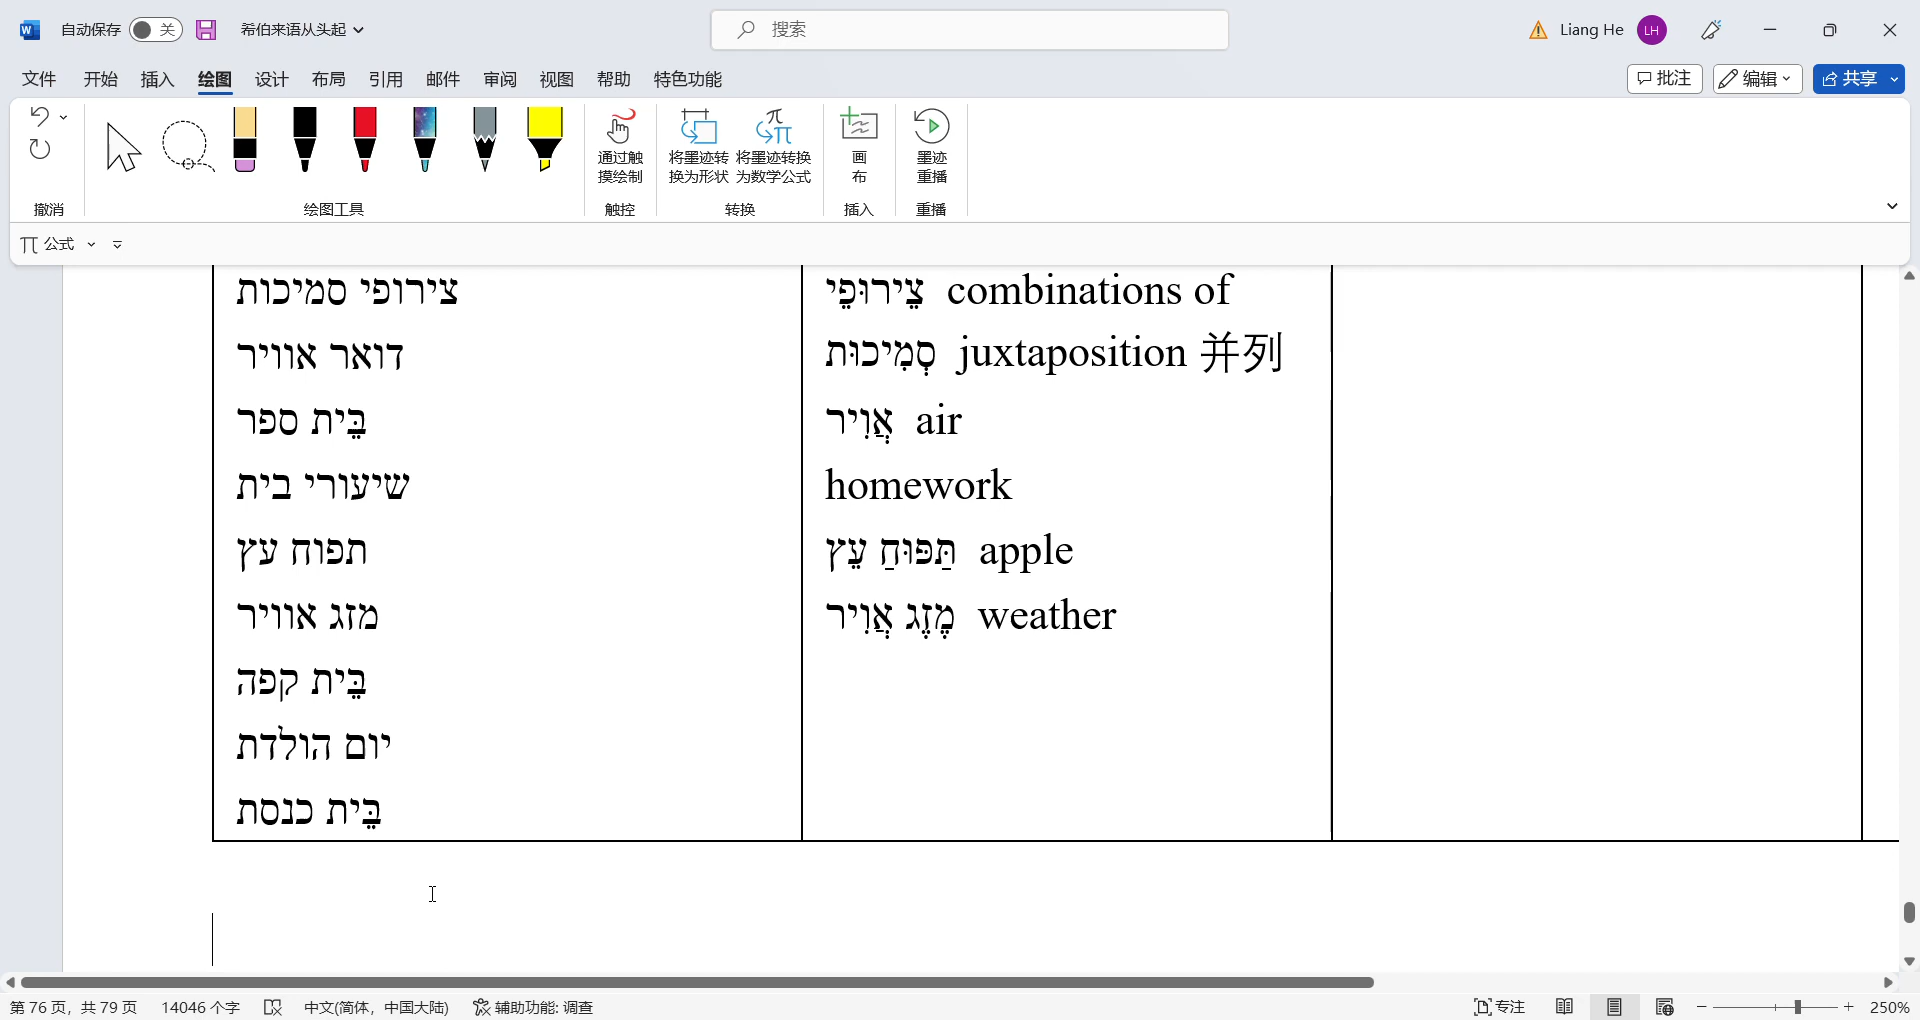 自动保存 关 希伯来语从头起 搜索 Liang He LH
文件 开始 插入 绘图 设计 布局 引用 邮件 审阅 视图 帮助 特色功能 批注 编辑 共享
通过触摸绘制
将墨迹转换为形状
将墨迹转换为数学公式
画布
墨迹重播
撤消 绘图工具 触控 转换 插入 重播
公式
צירופי סמיכות
דואר אוויר
בֵּית ספר
שיעורי בית
תפוח עץ
מזג אוויר
בֵּית קפה
יום הולדת
בֵּית כנסת
צֵירוּפֵי combinations of
סְמִיכוּת juxtaposition 并列
אֲוִיר air
homework
תַּפּוּחַ עֵץ apple
מֶזֶג אֲוִיר weather
第 76 页，共 79 页 14046 个字 中文(简体，中国大陆) 辅助功能: 调查 专注 250%